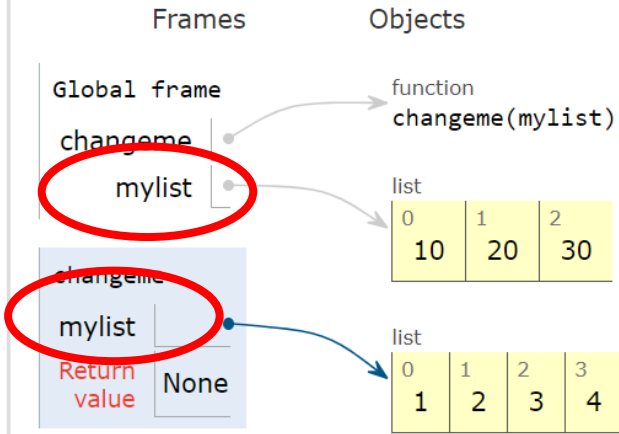 Frames Objects
Global frame
changeme
mylist
function
changeme(mylist)
list
0 1 2
10 20 30
changeme
mylist
Return
value
None
list
0 1 2 3
1 2 3 4